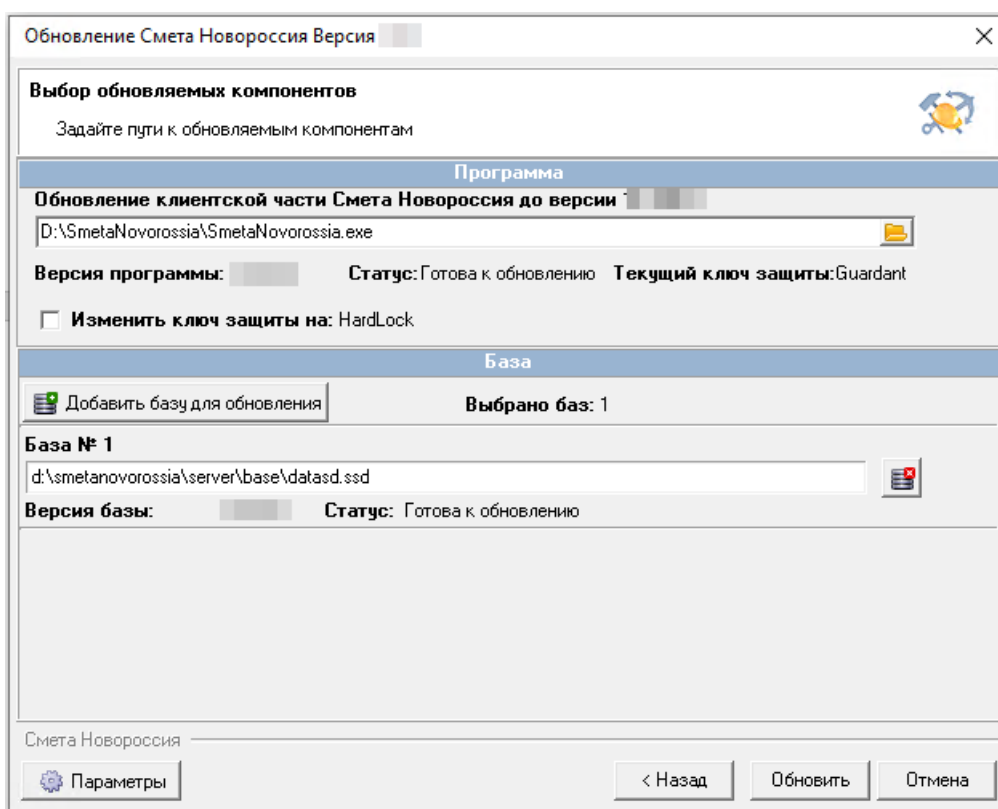 Обновление Смета Новороссия Версия
Выбор обновляемых компонентов
Задайте пути к обновляемым компонентам
Программа
Обновление клиентской части Смета Новороссия до версии
D:\SmetaNovorossia\SmetaNovorossia.exe
Версия программы: Статус: Готова к обновлению Текущий ключ защиты: Guardant
Изменить ключ защиты на: HardLock
База
Добавить базу для обновления Выбрано баз: 1
База № 1
d:\smetanovorossia\server\base\datasd.ssd
Версия базы: Статус: Готова к обновлению
Смета Новороссия
Параметры < Назад Обновить Отмена